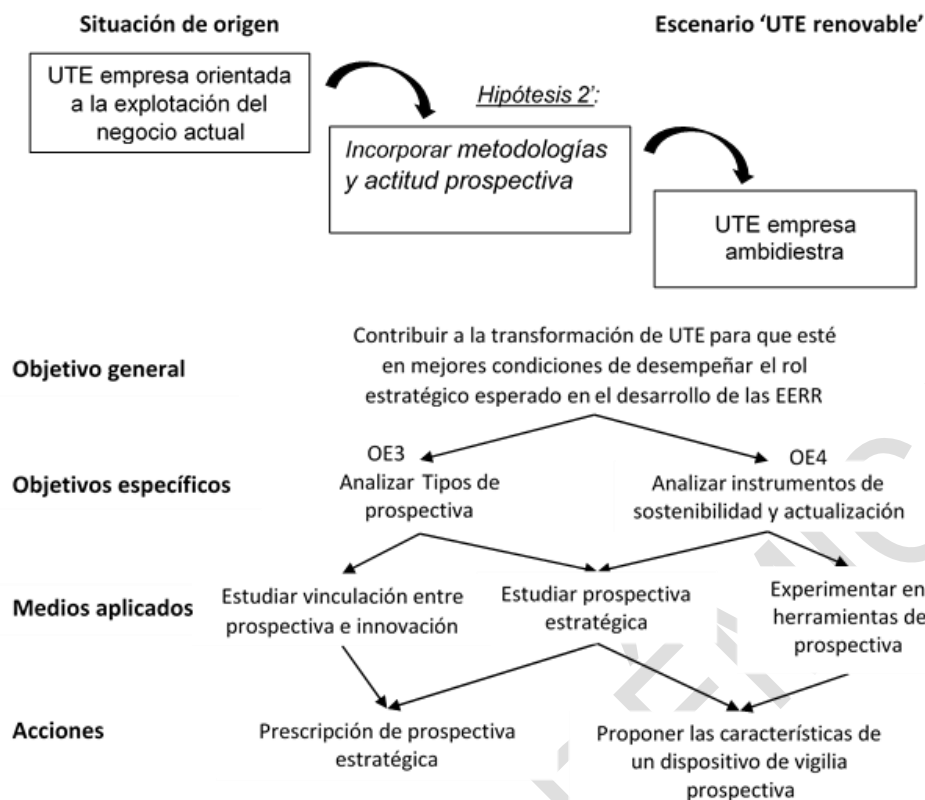 Situación de origen
Escenario 'UTE renovable'
UTE empresa orientada
a la explotación del
negocio actual
Hipótesis 2':
Incorporar metodologías
y actitud prospectiva
UTE empresa
ambidiestra
Objetivo general
Contribuir a la transformación de UTE para que esté
en mejores condiciones de desempeñar el rol
estratégico esperado en el desarrollo de las EERR
Objetivos específicos
OE3
Analizar Tipos de
prospectiva
OE4
Analizar instrumentos de
sostenibilidad y actualización
Medios aplicados
Estudiar vinculación entre
prospectiva e innovación
Estudiar prospectiva
estratégica
Experimentar en
herramientas de
prospectiva
Acciones
Prescripción de prospectiva
estratégica
Proponer las características de
un dispositivo de vigilia
prospectiva